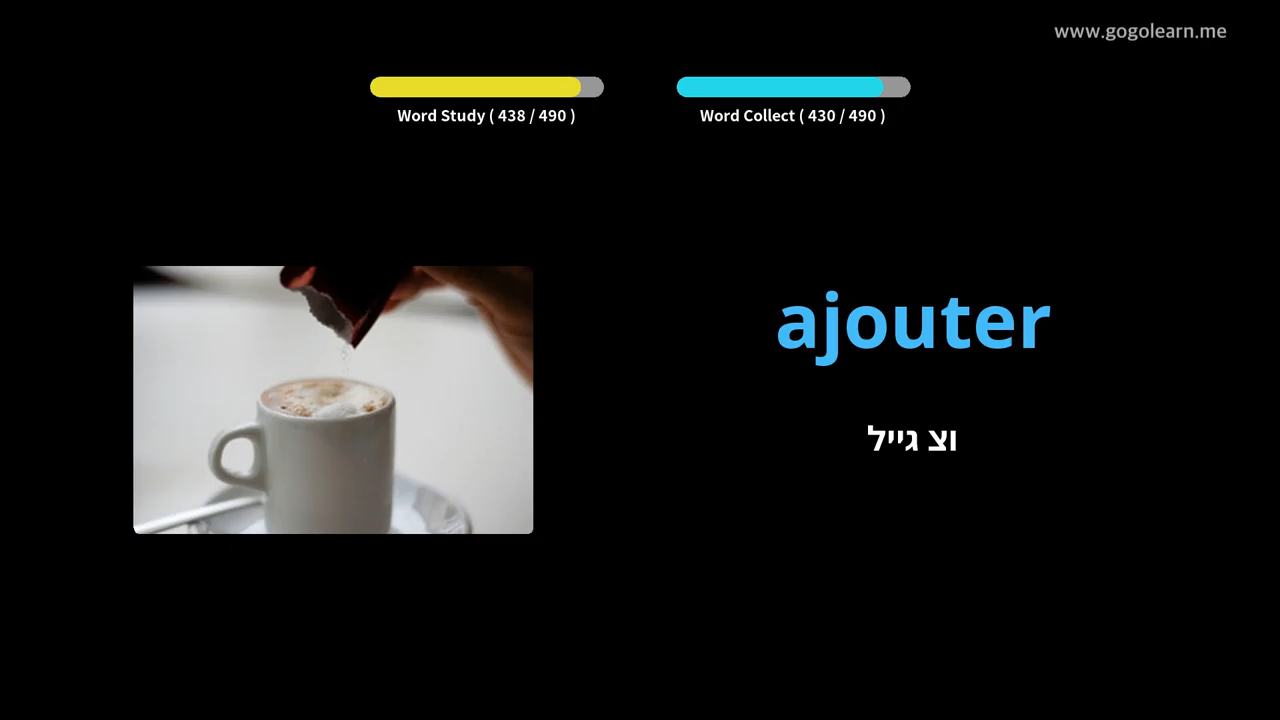 www.gogolearn.me
Word Study ( 438 / 490 )
Word Collect ( 430 / 490 )
ajouter
וצ גייל